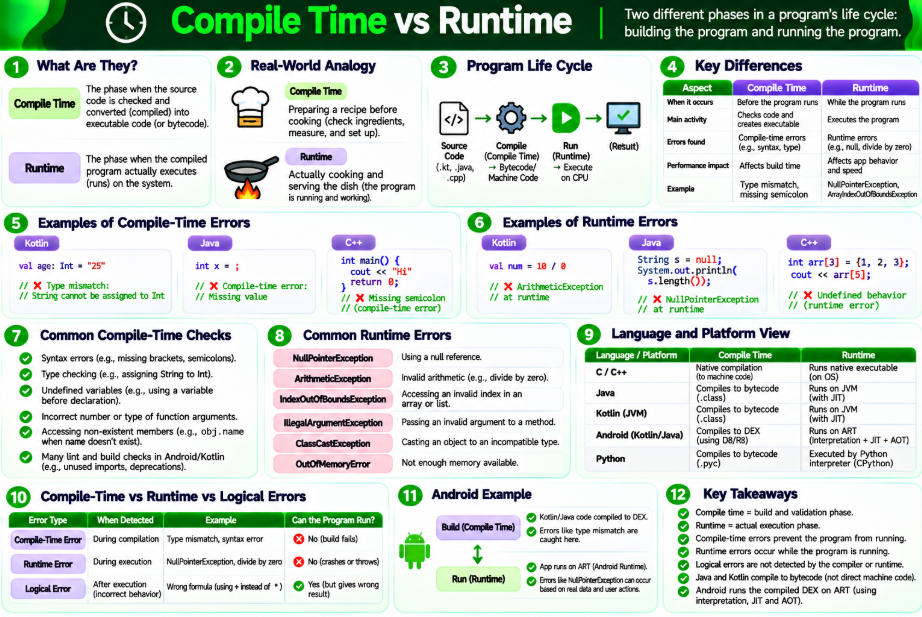 Compile Time vs Runtime
Two different phases in a program's life cycle:
building the program and running the program.
1 What Are They?
Compile Time
The phase when the source
code is checked and
converted (compiled) into
executable code (or bytecode).
Runtime
The phase when the compiled
program actually executes
(runs) on the system.
2 Real-World Analogy
Compile Time
Preparing a recipe before
cooking (check ingredients,
measure, and set up).
Runtime
Actually cooking and
serving the dish (the program
is running and working).
3 Program Life Cycle
</>
Source
Code
(.kt, .java,
.cpp)
Compile
(Compile Time)
→ Bytecode/
Machine Code
Run
(Runtime)
→ Execute
on CPU
(Result)
4 Key Differences
Aspect Compile Time Runtime
When it occurs Before the program runs While the program runs
Main activity Checks code and
creates executable Executes the program
Errors found Compile-time errors
(e.g., syntax, type) Runtime errors
(e.g., null, divide by zero)
Performance impact Affects build time Affects app behavior
and speed
Example Type mismatch,
missing semicolon NullPointerException,
ArrayIndexOutOfBoundsException
5 Examples of Compile-Time Errors
Kotlin
val age: Int = "25"
// ❌ Type mismatch:
// String cannot be assigned to Int
Java
int x = ;
// ❌ Compile-time error:
// Missing value
C++
int main() {
cout << "Hi"
return 0;
}
// ❌ Missing semicolon
// (compile-time error)
6 Examples of Runtime Errors
Kotlin
val num = 10 / 0
// ❌ ArithmeticException
// at runtime
Java
String s = null;
System.out.println(
s.length());
// ❌ NullPointerException
// at runtime
C++
int arr[3] = {1, 2, 3};
cout << arr[5];
// ❌ Undefined behavior
// (runtime error)
7 Common Compile-Time Checks
Syntax errors (e.g., missing brackets, semicolons).
Type checking (e.g., assigning String to Int).
Undefined variables (e.g., using a variable
before declaration).
Incorrect number or type of function arguments.
Accessing non-existent members (e.g., obj.name
when name doesn't exist).
Many lint and build checks in Android/Kotlin
(e.g., unused imports, deprecations).
8 Common Runtime Errors
NullPointerException Using a null reference.
ArithmeticException Invalid arithmetic (e.g., divide by zero).
IndexOutOfBoundsException Accessing an invalid index in an
array or list.
IllegalArgumentException Passing an invalid argument to a method.
ClassCastException Casting an object to an incompatible type.
OutOfMemoryError Not enough memory available.
9 Language and Platform View
Language / Platform Compile Time Runtime
C / C++ Native compilation
(to machine code) Runs native executable
(on OS)
Java Compiles to bytecode
(.class) Runs on JVM
(with JIT)
Kotlin (JVM) Compiles to bytecode
(.class) Runs on JVM
(with JIT)
Android (Kotlin/Java) Compiles to DEX
(using D8/R8) Runs on ART
(Interpretation + JIT + AOT)
Python Compiles to bytecode
(.pyc) Executed by Python
interpreter (CPython)
10 Compile-Time vs Runtime vs Logical Errors
Error Type When Detected Example Can the Program Run?
Compile-Time Error During compilation Type mismatch, syntax error No (build fails)
Runtime Error During execution NullPointerException, divide by zero No (crashes or throws)
Logical Error After execution
(incorrect behavior) Wrong formula (using + instead of *) Yes (but gives wrong
result)
11 Android Example
Build (Compile Time)
Kotlin/Java code compiled to DEX.
Errors like type mismatch are
caught here.
Run (Runtime)
App runs on ART (Android Runtime).
Errors like NullPointerException can occur
based on real data and user actions.
12 Key Takeaways
Compile time = build and validation phase.
Runtime = actual execution phase.
Compile-time errors prevent the program from running.
Runtime errors occur while the program is running.
Logical errors are not detected by the compiler or runtime.
Java and Kotlin compile to bytecode (not direct machine code).
Android runs the compiled DEX on ART (using
interpretation, JIT and AOT).